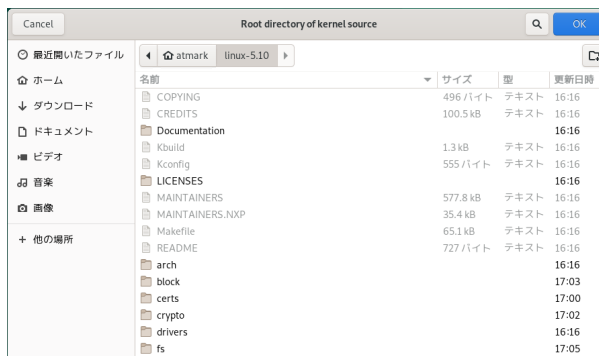 Cancel Root directory of kernel source OK
最近開いたファイル atmark linux-5.10
ホーム 名前 サイズ 型 更新日時
COPYING 496 バイト テキスト 16:16
ダウンロード CREDITS 100.5 kB テキスト 16:16
ドキュメント Documentation 16:16
Kbuild 1.3 kB テキスト 16:16
ビデオ Kconfig 555 バイト テキスト 16:16
音楽 LICENSES 16:16
MAINTAINERS 577.8 kB テキスト 16:16
画像 MAINTAINERS.NXP 35.4 kB テキスト 16:16
Makefile 65.1 kB テキスト 16:16
+ 他の場所 README 727 バイト テキスト 16:16
arch 16:16
block 17:03
certs 17:00
crypto 17:02
drivers 16:16
fs 17:05